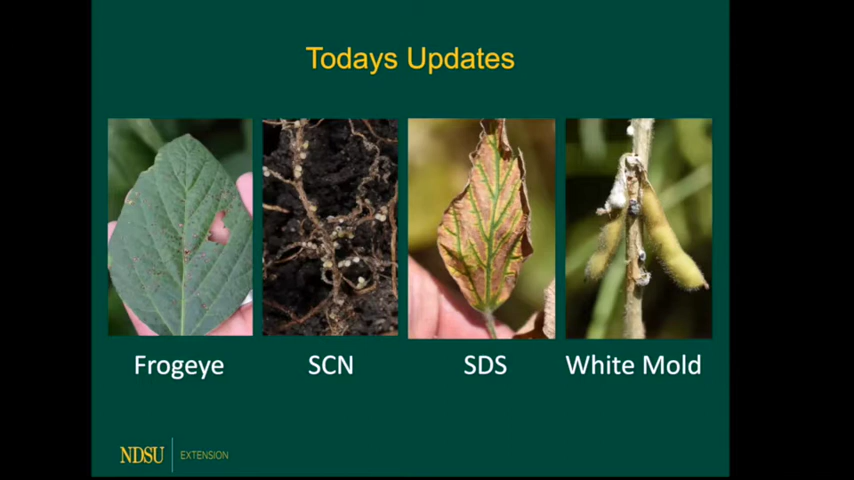 Todays Updates
Frogeye
SCN
SDS
White Mold
NDSU
EXTENSION